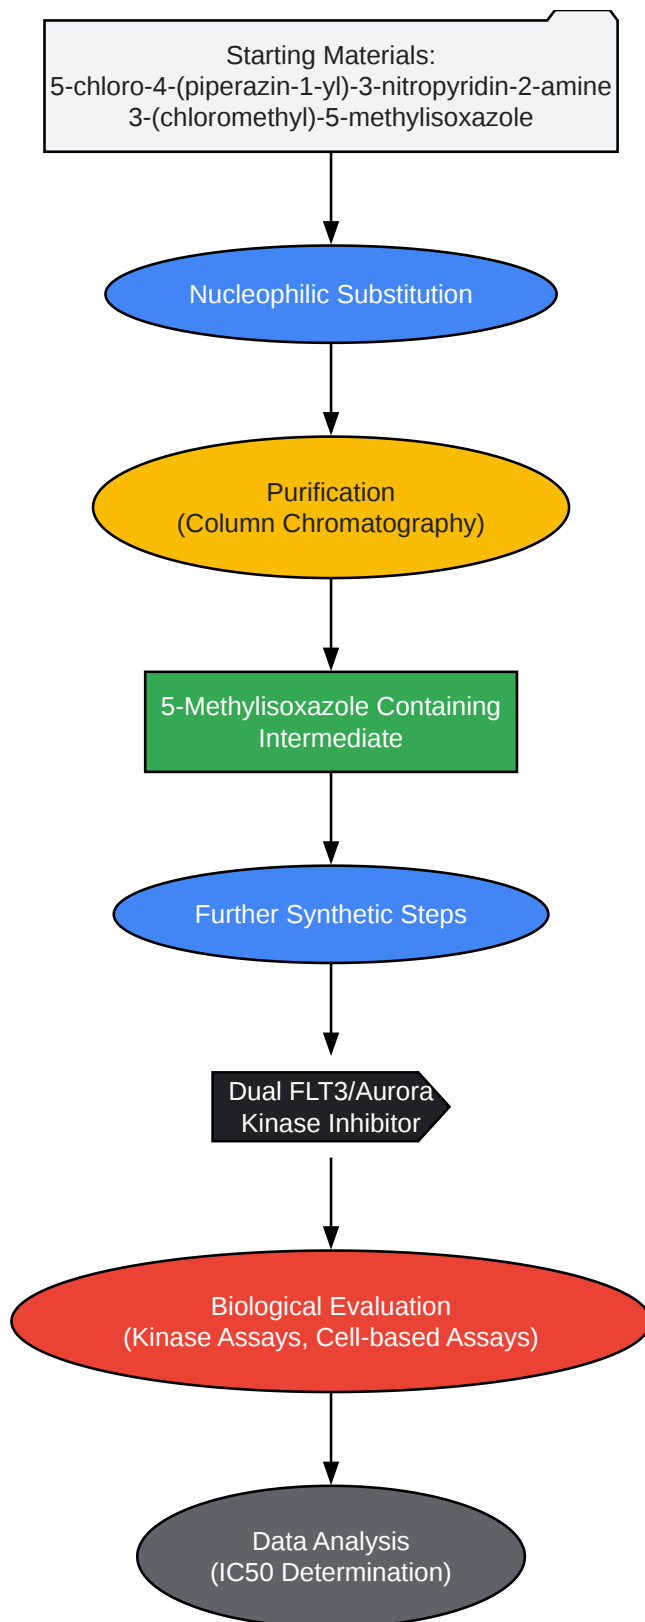 Starting Materials:
5-chloro-4-(piperazin-1-yl)-3-nitropyridin-2-amine
3-(chloromethyl)-5-methylisoxazole
Nucleophilic Substitution
Purification
(Column Chromatography)
5-Methylisoxazole Containing
Intermediate
Further Synthetic Steps
Dual FLT3/Aurora
Kinase Inhibitor
Biological Evaluation
(Kinase Assays, Cell-based Assays)
Data Analysis
(IC50 Determination)